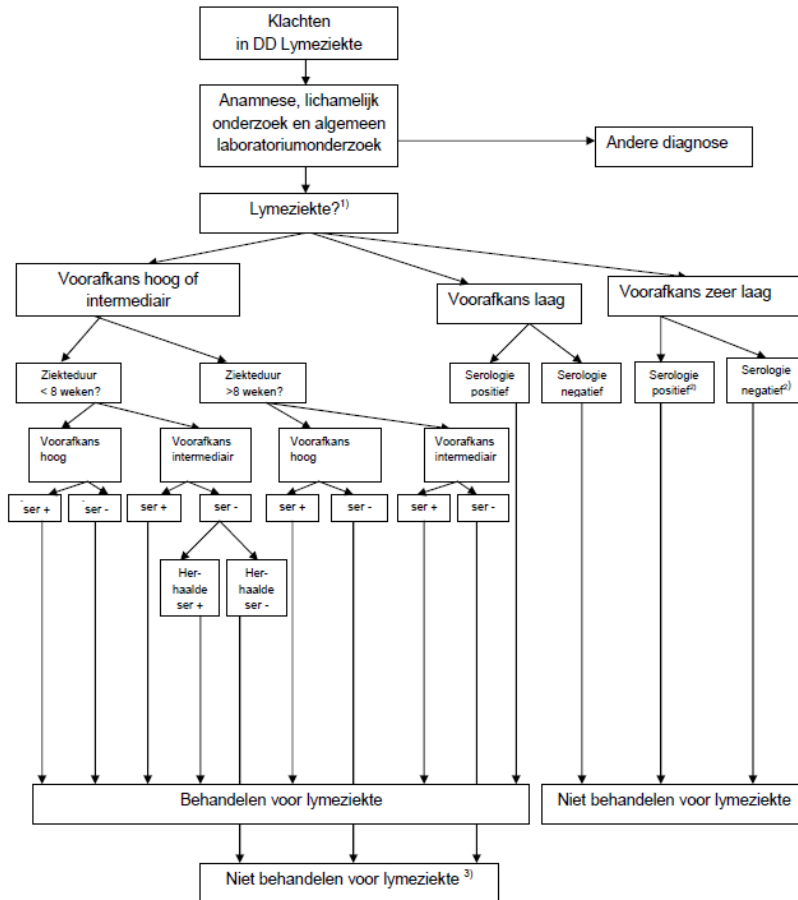 Klachten
in DD Lymeziekte
Anamnese, lichamelijk
onderzoek en algemeen
laboratoriumonderzoek
Andere diagnose
Lymeziekte?1)
Voorafkans hoog of
intermediair
Voorafkans laag
Voorafkans zeer laag
Ziekteduur
< 8 weken?
Ziekteduur
>8 weken?
Serologie
positief
Serologie
negatief
Serologie
positief2)
Serologie
negatief2)
Voorafkans
hoog
Voorafkans
intermediair
Voorafkans
hoog
Voorafkans
intermediair
ser +
ser -
ser +
ser -
ser +
ser -
ser +
ser -
Her-
haalde
ser +
Her-
haalde
ser -
Behandelen voor lymeziekte
Niet behandelen voor lymeziekte
Niet behandelen voor lymeziekte 3)